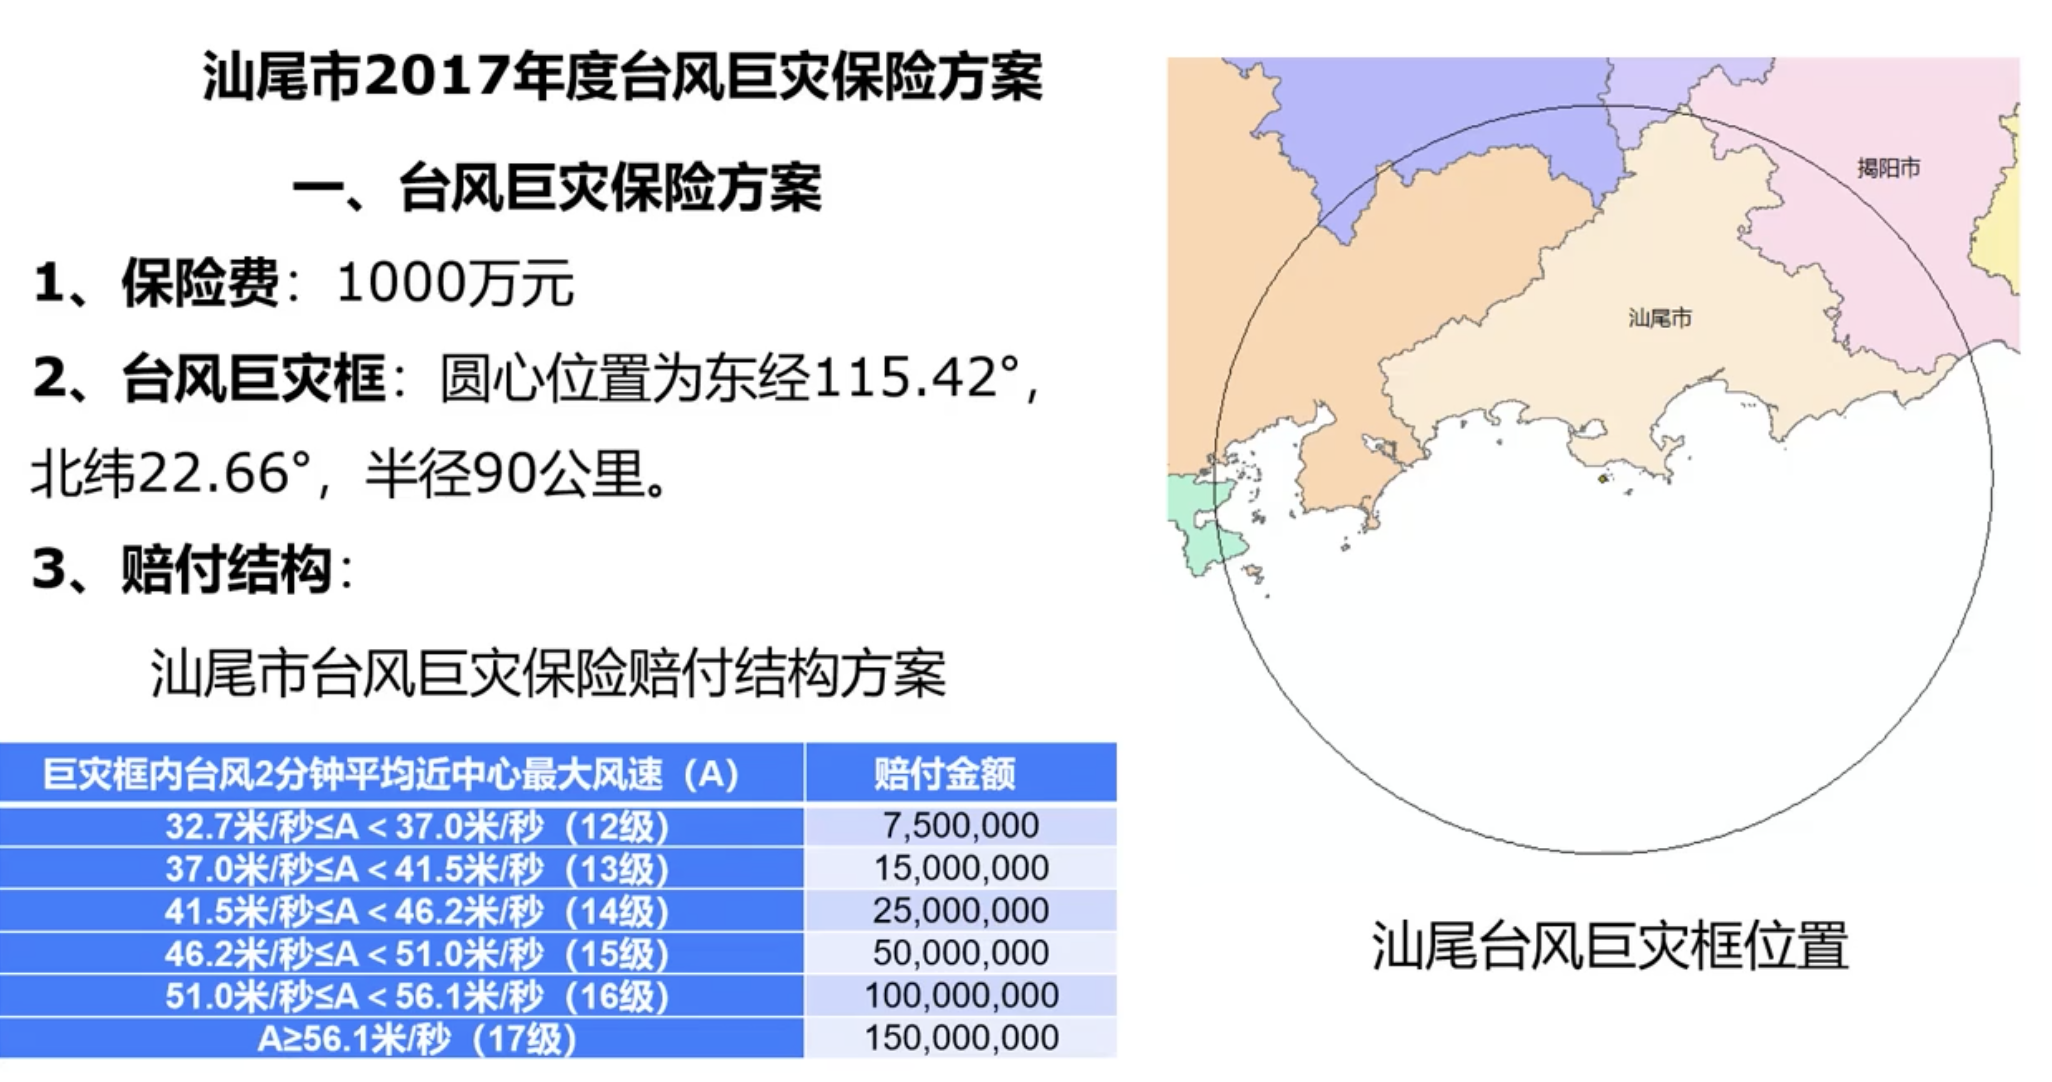 汕尾市2017年度台风巨灾保险方案
一、台风巨灾保险方案
1、保险费：1000万元
2、台风巨灾框：圆心位置为东经115.42°，
北纬22.66°，半径90公里。
3、赔付结构：
汕尾市台风巨灾保险赔付结构方案
巨灾框内台风2分钟平均近中心最大风速（A） 赔付金额
32.7米/秒≤A＜37.0米/秒（12级） 7,500,000
37.0米/秒≤A＜41.5米/秒（13级） 15,000,000
41.5米/秒≤A＜46.2米/秒（14级） 25,000,000
46.2米/秒≤A＜51.0米/秒（15级） 50,000,000
51.0米/秒≤A＜56.1米/秒（16级） 100,000,000
A≥56.1米/秒（17级） 150,000,000
揭阳市
汕尾市
汕尾台风巨灾框位置